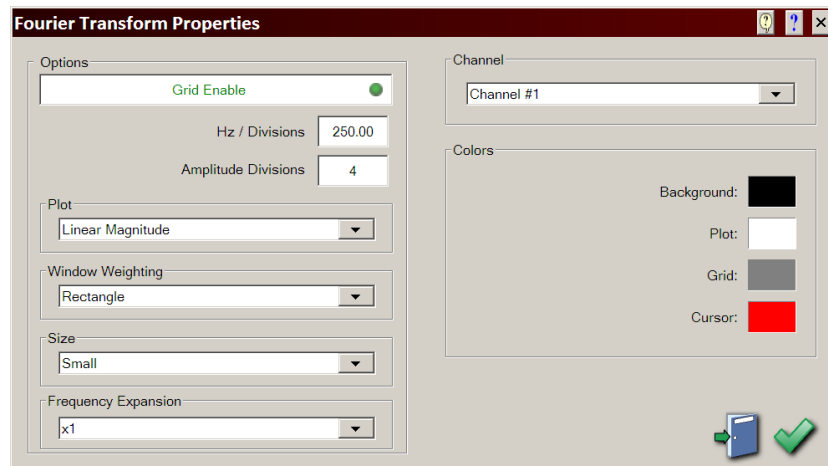 Fourier Transform Properties
Options
Grid Enable
Hz / Divisions 250.00
Amplitude Divisions 4
Plot
Linear Magnitude
Window Weighting
Rectangle
Size
Small
Frequency Expansion
x1
Channel
Channel #1
Colors
Background:
Plot:
Grid:
Cursor: